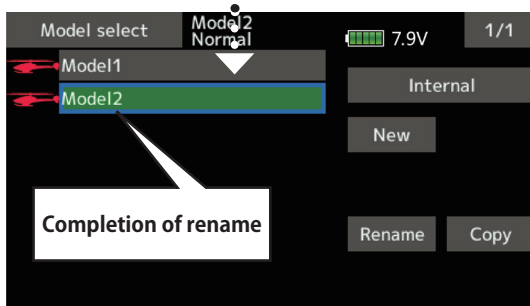 Model select
Model2
Normal
7.9V
1/1
Model1
Internal
Model2
New
Completion of rename
Rename
Copy